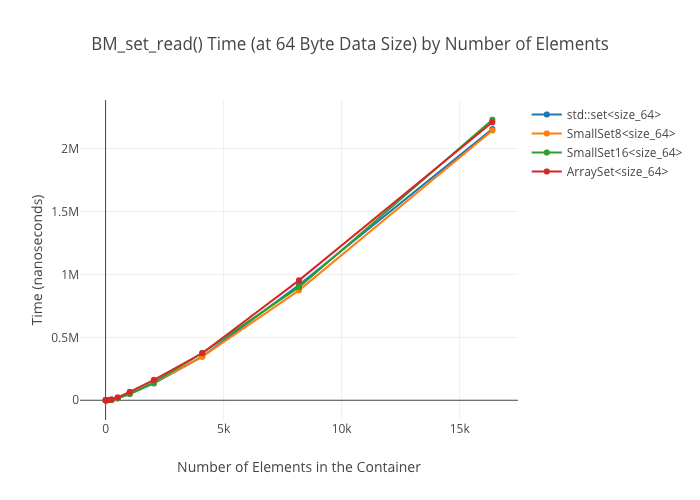 BM_set_read() Time (at 64 Byte Data Size) by Number of Elements
std::set<size_64>
SmallSet8<size_64>
SmallSet16<size_64>
ArraySet<size_64>
Time (nanoseconds)
2M
1.5M
1M
0.5M
0
0
5k
10k
15k
Number of Elements in the Container